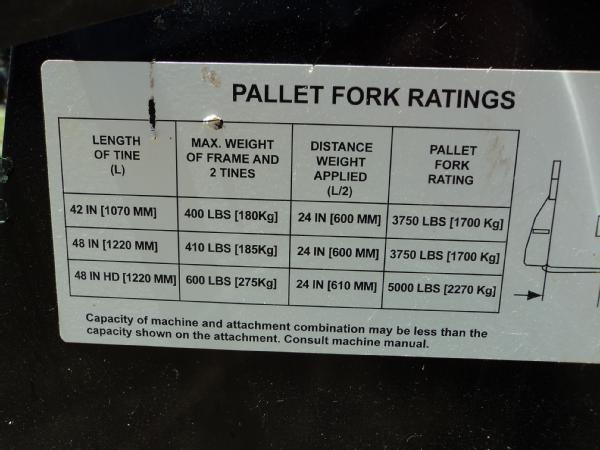 PALLET FORK RATINGS
LENGTH OF TINE (L) MAX. WEIGHT OF FRAME AND 2 TINES DISTANCE WEIGHT APPLIED (L/2) PALLET FORK RATING
42 IN [1070 MM] 400 LBS [180Kg] 24 IN [600 MM] 3750 LBS [1700 Kg]
48 IN [1220 MM] 410 LBS [185Kg] 24 IN [600 MM] 3750 LBS [1700 Kg]
48 IN HD [1220 MM] 600 LBS [275Kg] 24 IN [610 MM] 5000 LBS [2270 Kg]
Capacity of machine and attachment combination may be less than the
capacity shown on the attachment. Consult machine manual.